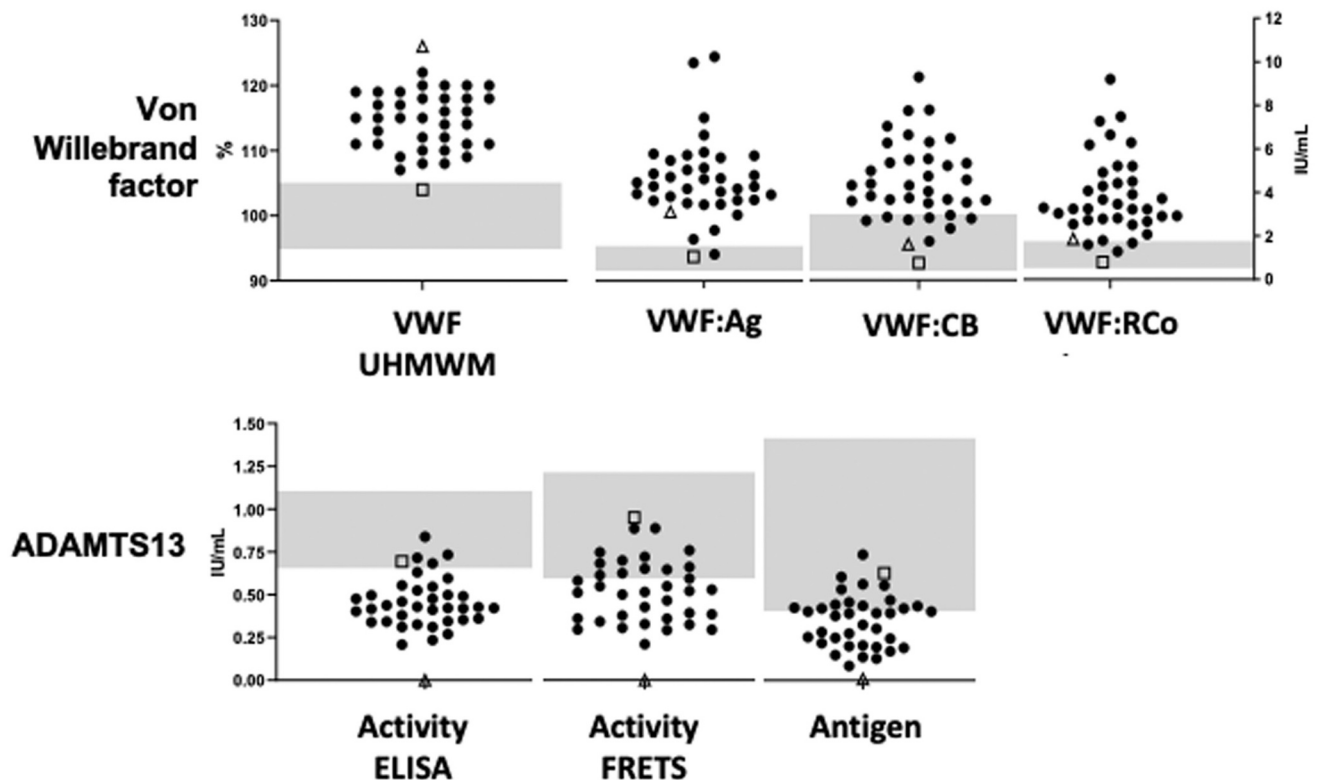 130
120
110
100
90
%
Von
Willebrand
factor
12
10
8
6
4
2
0
IU/mL
VWF
UHMWM
VWF:Ag
VWF:CB
VWF:RCo
1.50
1.25
1.00
0.75
0.50
0.25
0.00
IU/mL
ADAMTS13
Activity
ELISA
Activity
FRETS
Antigen